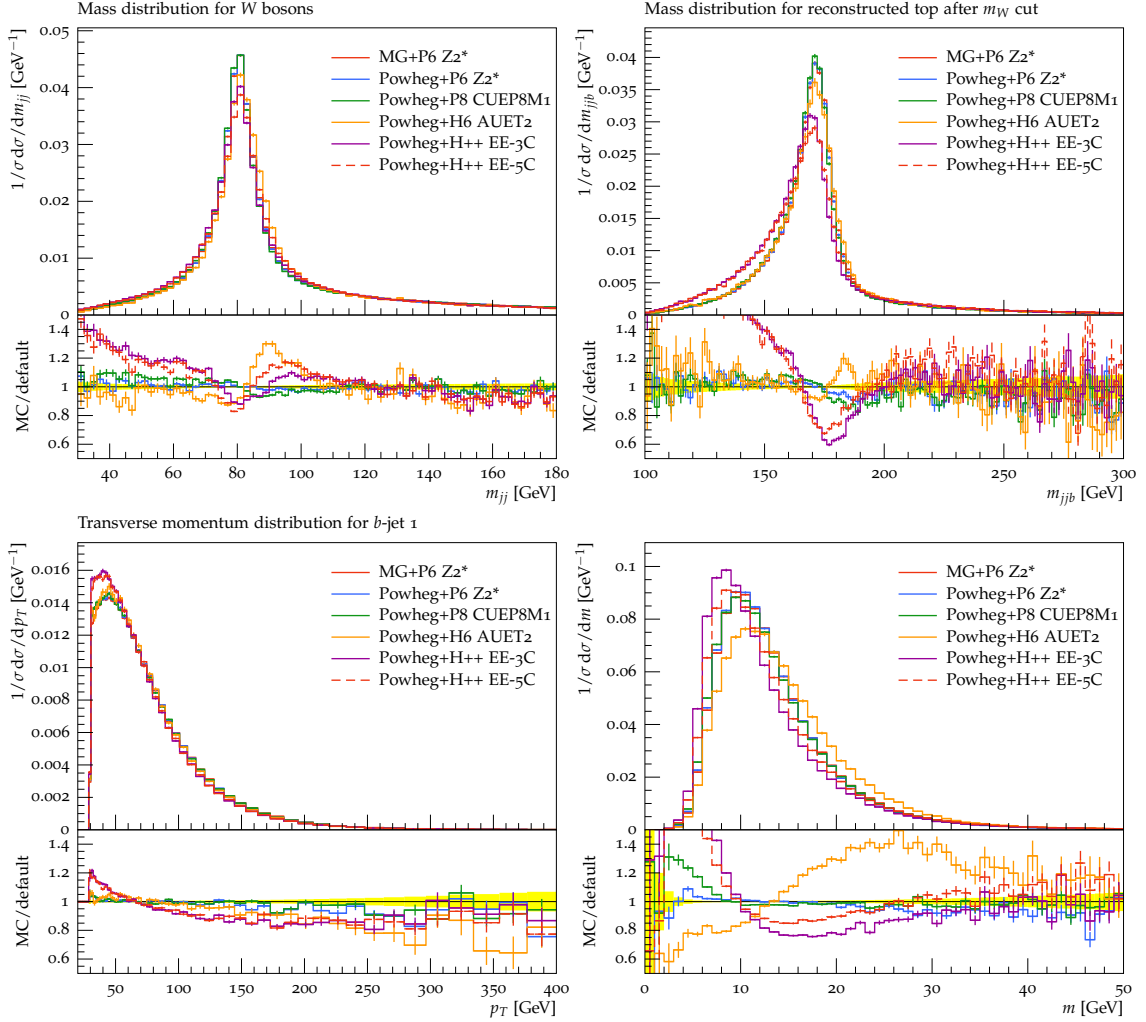 Mass distribution for W bosons
MG+P6 Z2*
Powheg+P6 Z2*
Powheg+P8 CUEP8M1
Powheg+H6 AUET2
Powheg+H++ EE-3C
Powheg+H++ EE-5C
0
0.01
0.02
0.03
0.04
0.05
1/σ dσ/dm_jj [GeV⁻¹]
40 60 80 100 120 140 160 180
0.6
0.8
1
1.2
1.4
m_jj [GeV]
MC/default
Mass distribution for reconstructed top after m_W cut
MG+P6 Z2*
Powheg+P6 Z2*
Powheg+P8 CUEP8M1
Powheg+H6 AUET2
Powheg+H++ EE-3C
Powheg+H++ EE-5C
0
0.005
0.01
0.015
0.02
0.025
0.03
0.035
0.04
1/σ dσ/dm_jjb [GeV⁻¹]
100 150 200 250 300
0.6
0.8
1
1.2
1.4
m_jjb [GeV]
MC/default
Transverse momentum distribution for b-jet 1
MG+P6 Z2*
Powheg+P6 Z2*
Powheg+P8 CUEP8M1
Powheg+H6 AUET2
Powheg+H++ EE-3C
Powheg+H++ EE-5C
0
0.002
0.004
0.006
0.008
0.01
0.012
0.014
0.016
1/σ dσ/dp_T [GeV⁻¹]
50 100 150 200 250 300 350 400
0.6
0.8
1
1.2
1.4
p_T [GeV]
MC/default
MG+P6 Z2*
Powheg+P6 Z2*
Powheg+P8 CUEP8M1
Powheg+H6 AUET2
Powheg+H++ EE-3C
Powheg+H++ EE-5C
0
0.02
0.04
0.06
0.08
0.1
1/σ dσ/dm [GeV⁻¹]
0 10 20 30 40 50
0.6
0.8
1
1.2
1.4
m [GeV]
MC/default